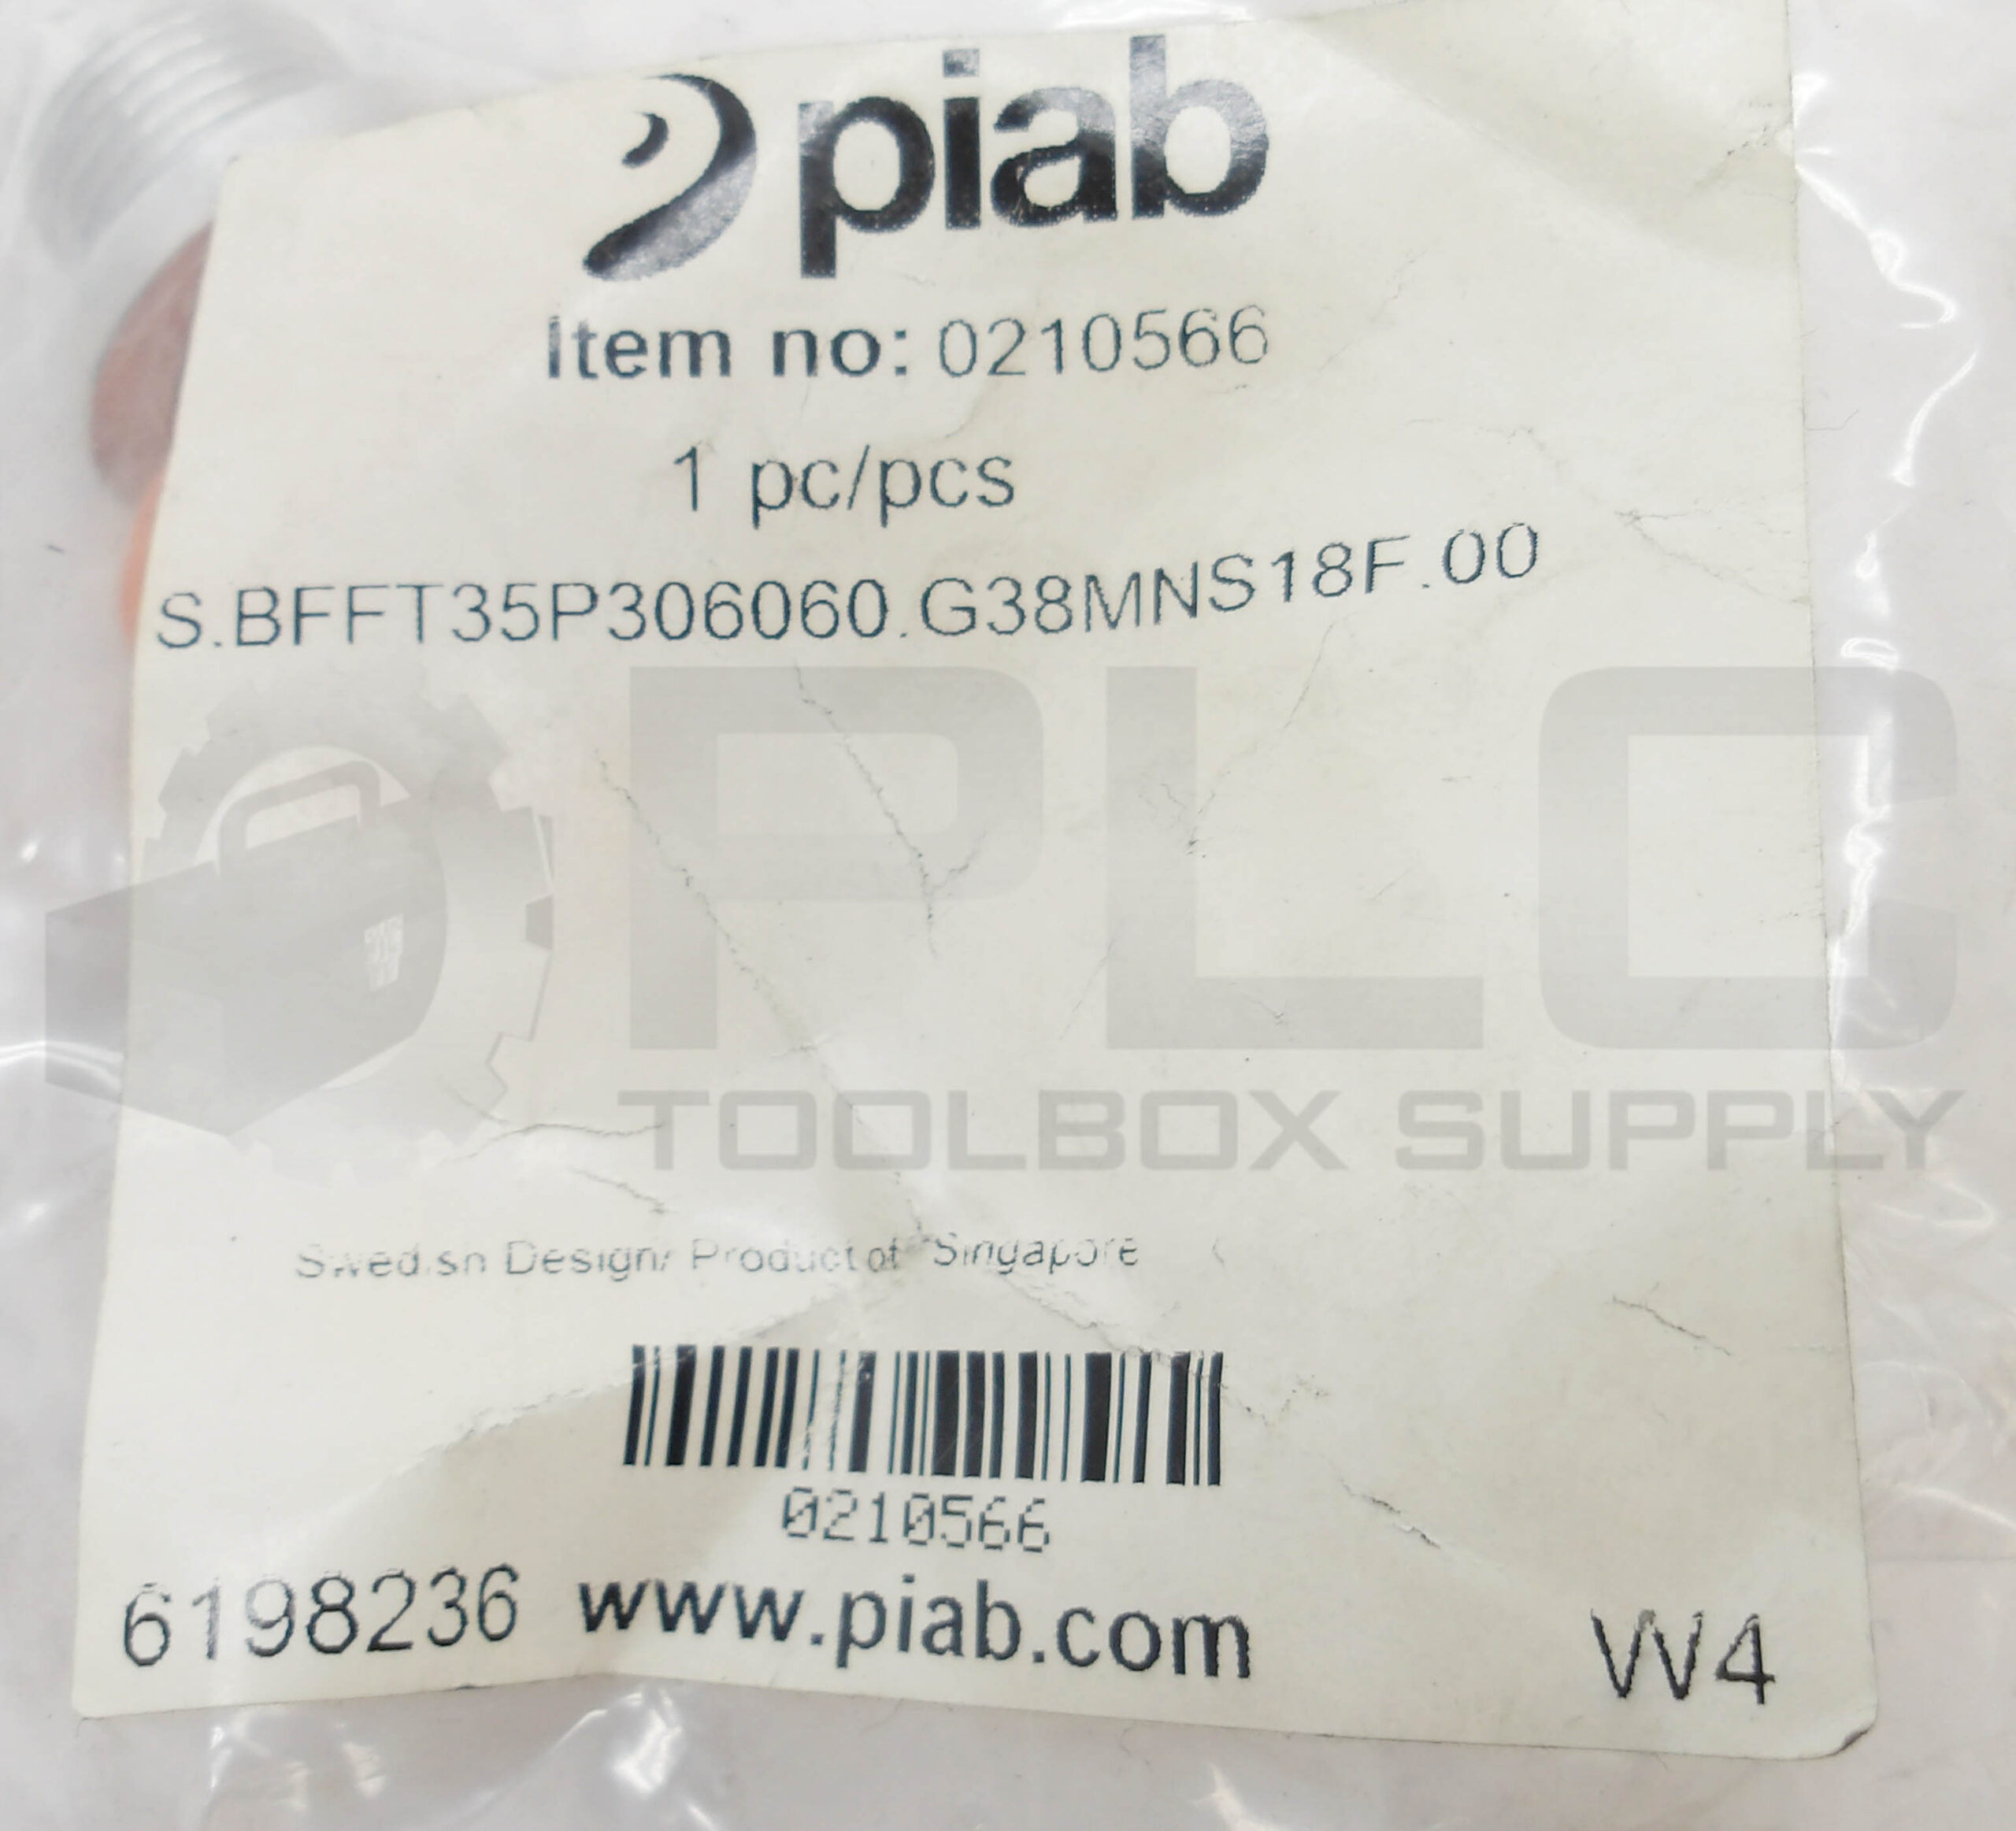 piab
Item no: 0210566
1 pc/pcs
S.BFFT35P306060.G38MNS18F.00
PLC
TOOLBOX SUPPLY
Swedish Design/ Product of Singapore
0210566
6198236 www.piab.com W4